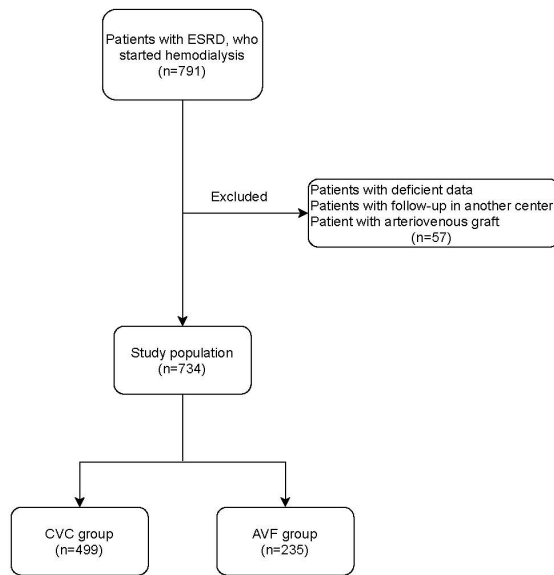 Patients with ESRD, who
started hemodialysis
(n=791)
Excluded
Patients with deficient data
Patients with follow-up in another center
Patient with arteriovenous graft
(n=57)
Study population
(n=734)
CVC group
(n=499)
AVF group
(n=235)